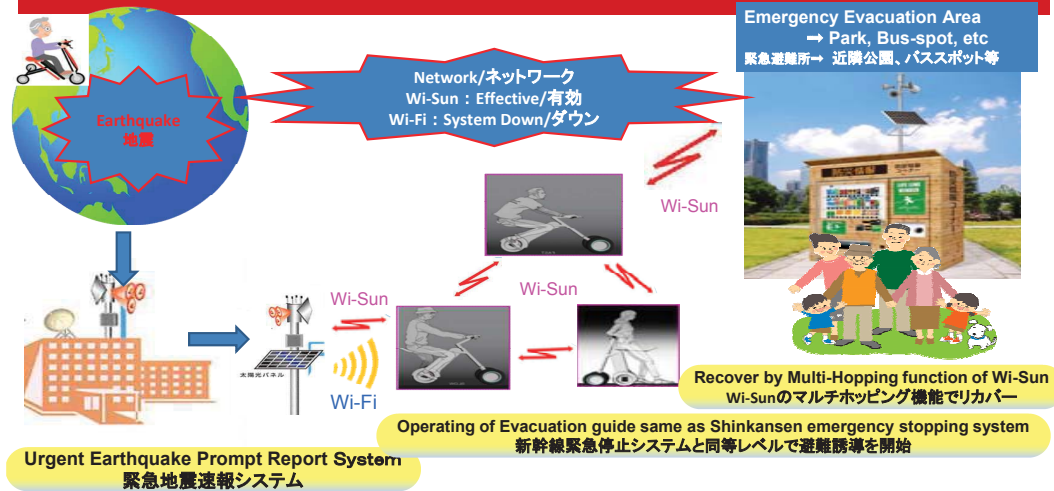 Emergency Evacuation Area
→ Park, Bus-spot, etc
緊急避難所→ 近隣公園、バススポット等
Network/ネットワーク
Wi-Sun：Effective/有効
Wi-Fi：System Down/ダウン
Earthquake
地震
Wi-Sun
Wi-Sun
Wi-Sun
防災情報
太陽光パネル
Wi-Fi
Recover by Multi-Hopping function of Wi-Sun
Wi-Sunのマルチホッピング機能でリカバー
Operating of Evacuation guide same as Shinkansen emergency stopping system
新幹線緊急停止システムと同等レベルで避難誘導を開始
Urgent Earthquake Prompt Report System
緊急地震速報システム